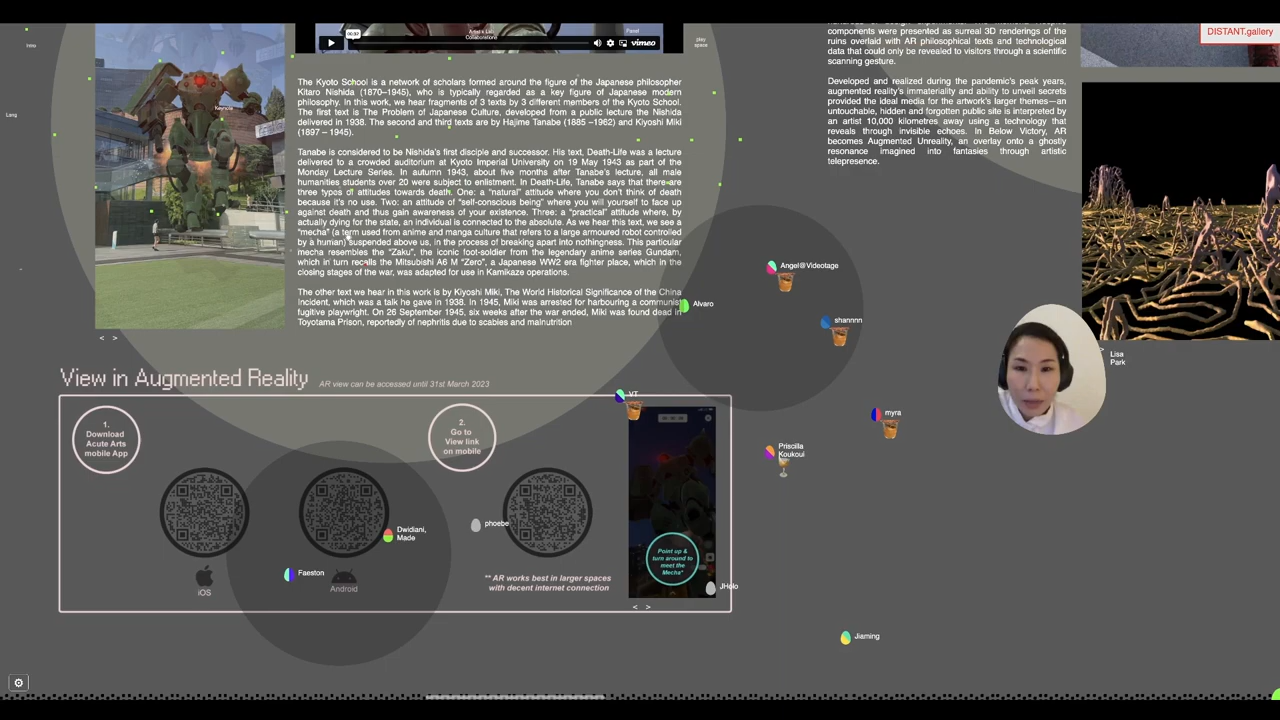 Intro
Lang
Keynote
Artist x Lab
Collaborations
00:57
vimeo
Panel
play
space
The Kyoto School is a network of scholars formed around the figure of the Japanese philosopher
Kitaro Nishida (1870–1945), who is typically regarded as a key figure of Japanese modern
philosophy. In this work, we hear fragments of 3 texts by 3 different members of the Kyoto School.
The first text is The Problem of Japanese Culture, developed from a public lecture the Nishida
delivered in 1938. The second and third texts are by Hajime Tanabe (1885 –1962) and Kiyoshi Miki
(1897 – 1945).
Tanabe is considered to be Nishida's first disciple and successor. His text, Death-Life was a lecture
delivered to a crowded auditorium at Kyoto Imperial University on 19 May 1943 as part of the
Monday Lecture Series. In autumn 1943, about five months after Tanabe's lecture, all male
humanities students over 20 were subject to enlistment. In Death-Life, Tanabe says that there are
three types of attitudes towards death. One: a "natural" attitude where you don't think of death
because it's no use. Two: an attitude of "self-conscious being" where you will yourself to face up
against death and thus gain awareness of your existence. Three: a "practical" attitude where, by
actually dying for the state, an individual is connected to the absolute. As we hear this text, we see a
"mecha" (a term used from anime and manga culture that refers to a large armoured robot controlled
by a human) suspended above us, in the process of breaking apart into nothingness. This particular
mecha resembles the "Zaku", the iconic foot-soldier from the legendary anime series Gundam,
which in turn recalls the Mitsubishi A6 M "Zero", a Japanese WW2 era fighter place, which in the
closing stages of the war, was adapted for use in Kamikaze operations.
The other text we hear in this work is by Kiyoshi Miki, The World Historical Significance of the China
Incident, which was a talk he gave in 1938. In 1945, Miki was arrested for harbouring a communist
fugitive playwright. On 26 September 1945, six weeks after the war ended, Miki was found dead in
Toyotama Prison, reportedly of nephritis due to scabies and malnutrition
< >
components were presented as surreal 3D renderings of the
ruins overlaid with AR philosophical texts and technological
data that could only be revealed to visitors through a scientific
scanning gesture.
Developed and realized during the pandemic's peak years,
augmented reality's immateriality and ability to unveil secrets
provided the ideal media for the artwork's larger themes—an
untouchable, hidden and forgotten public site is interpreted by
an artist 10,000 kilometres away using a technology that
reveals through invisible echoes. In Below Victory, AR
becomes Augmented Unreality, an overlay onto a ghostly
resonance imagined into fantasies through artistic
telepresence.
DISTANT.gallery
Angel@Videotage
Alvaro
shannnn
>
Lisa
Park
VT
myra
Priscilla
Koukoui
View in Augmented Reality
AR view can be accessed until 31st March 2023
1.
Download
Acute Arts
mobile App
2.
Go to
View link
on mobile
phoebe
Dwidiani,
Made
Faeston
iOS
Android
** AR works best in larger spaces
with decent internet connection
Point up &
turn around to
meet the
Mecha*
JHolo
< >
Jiaming